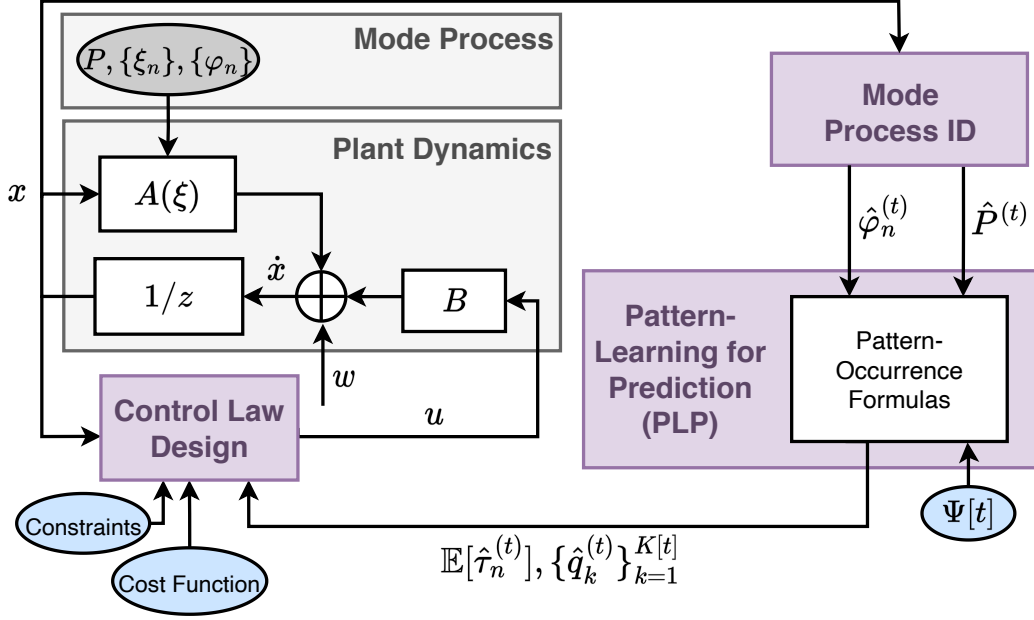 Mode Process
P, {ξ_n}, {φ_n}
Mode
Process ID
Plant Dynamics
x
A(ξ)
φ̂_n^{(t)}
P̂^{(t)}
ẋ
1/z
B
w
Pattern-
Learning for
Prediction
(PLP)
Pattern-
Occurrence
Formulas
Control Law
Design
u
Constraints
Cost Function
Ψ[t]
𝔼[τ̂_n^{(t)}], {q̂_k^{(t)}}_{k=1}^{K[t]}